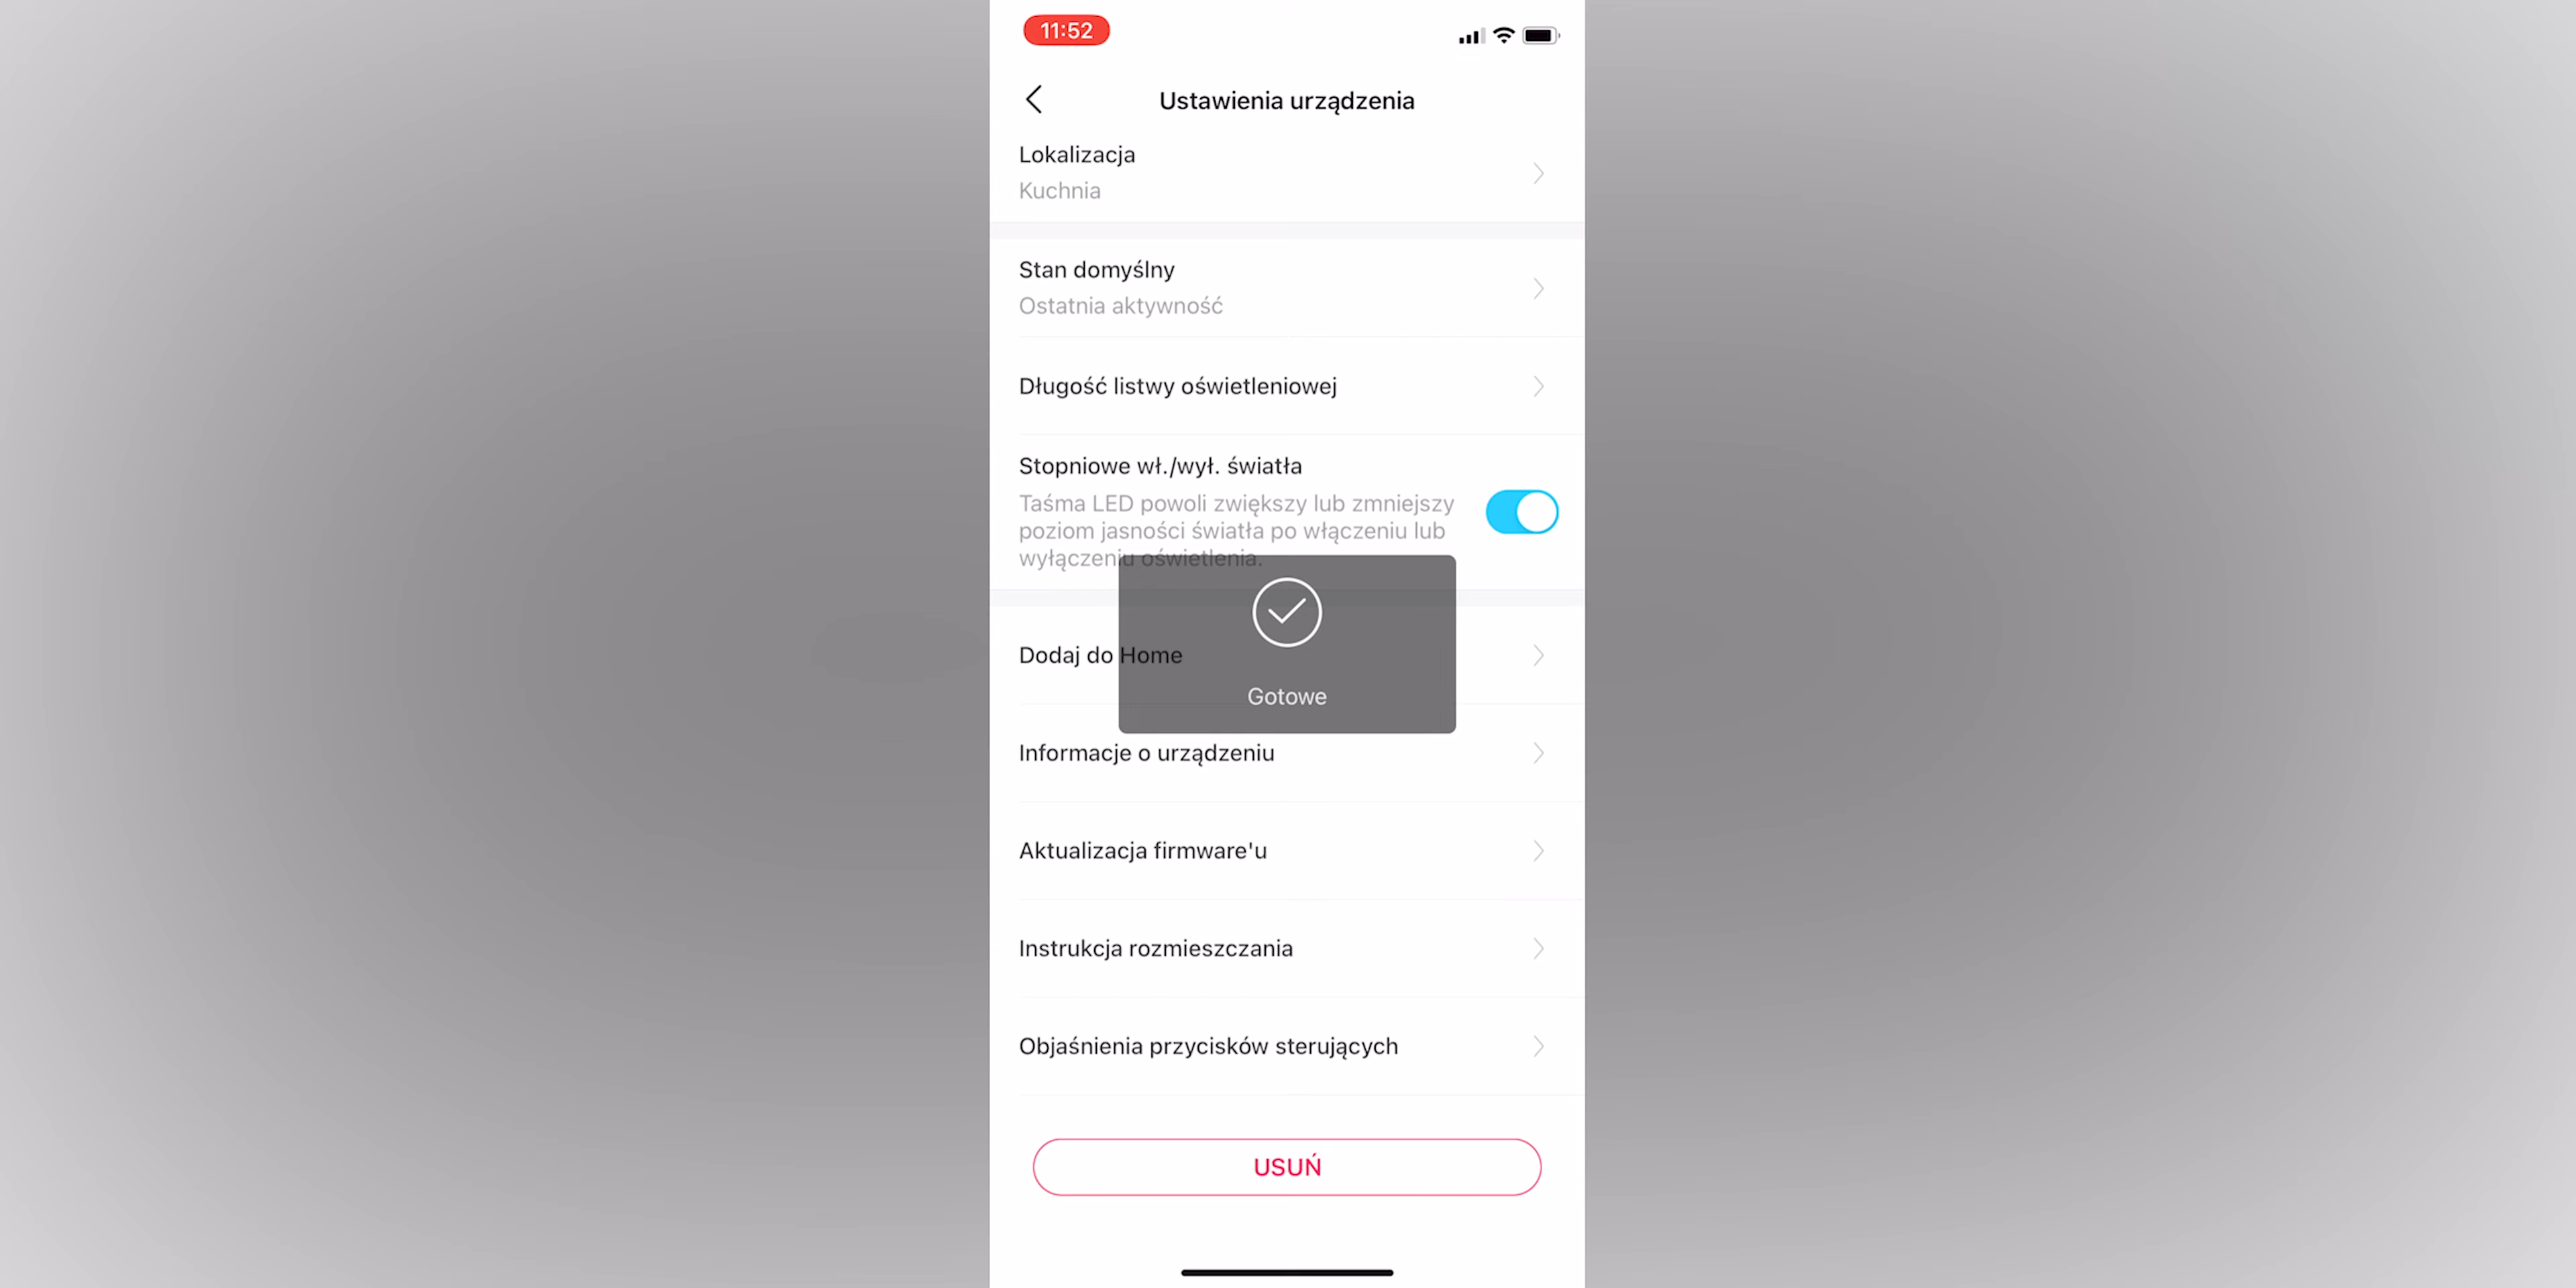 11:52
Ustawienia urządzenia
Lokalizacja
Kuchnia
Stan domyślny
Ostatnia aktywność
Długość listwy oświetleniowej
Stopniowe wł./wył. światła
Taśma LED powoli zwiększy lub zmniejszy
poziom jasności światła po włączeniu lub
wyłączeniu oświetlenia.
Dodaj do Home
Gotowe
Informacje o urządzeniu
Aktualizacja firmware'u
Instrukcja rozmieszczania
Objaśnienia przycisków sterujących
USUŃ